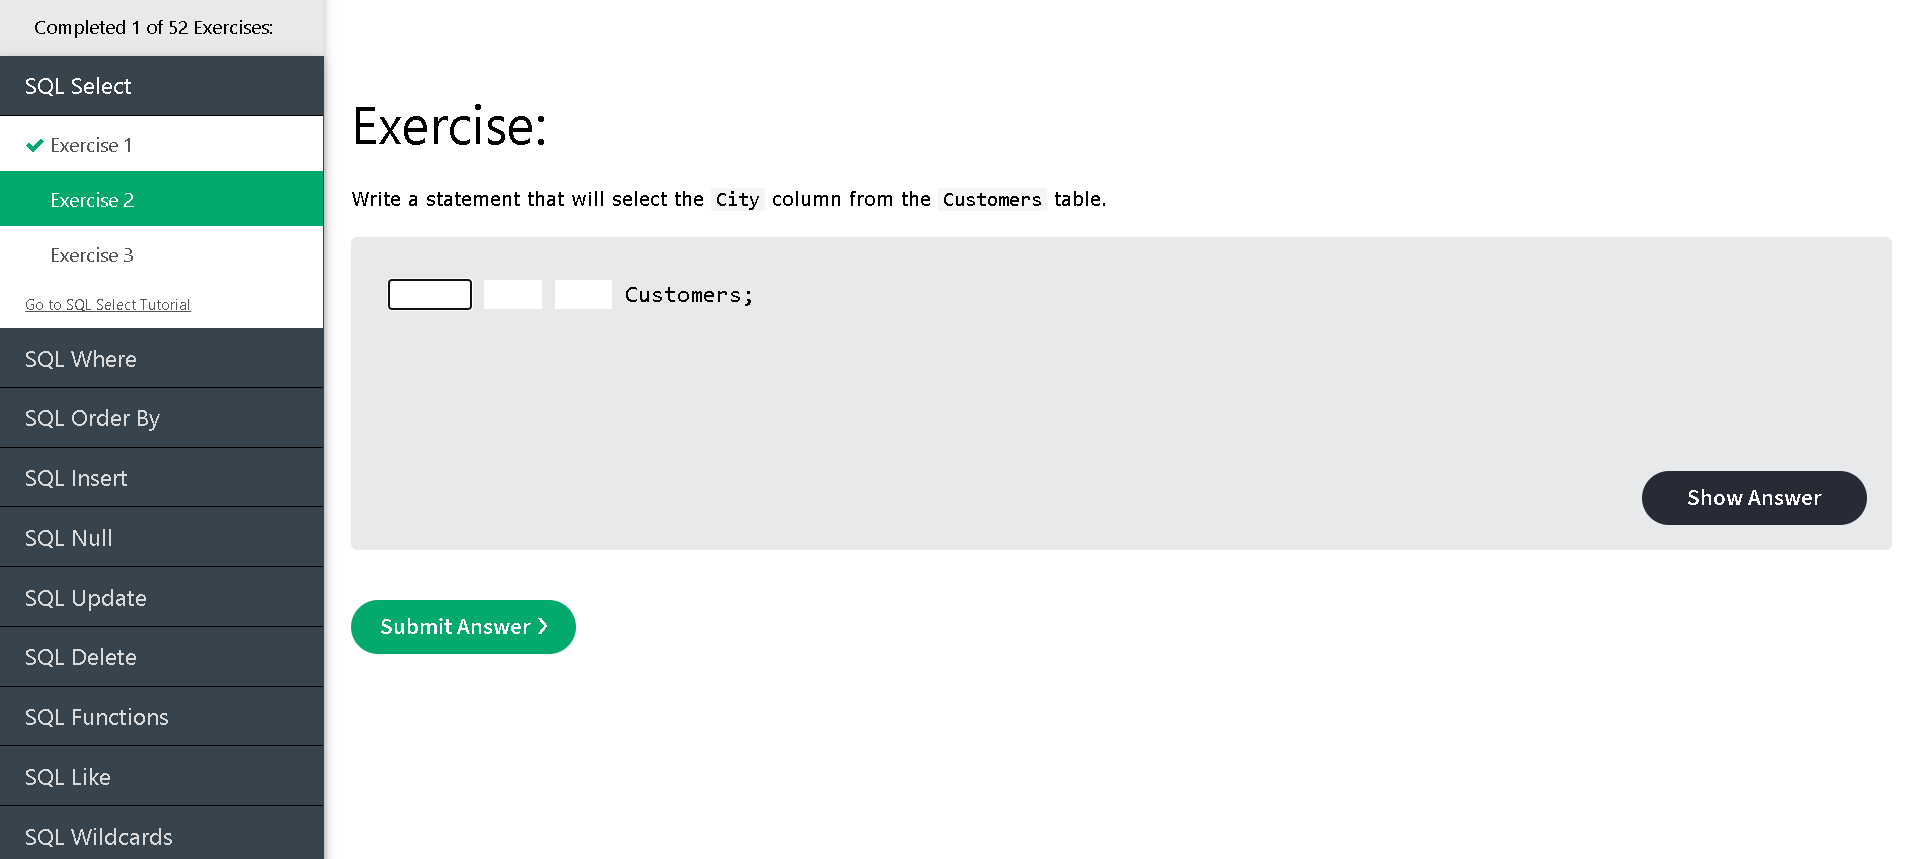 Completed 1 of 52 Exercises:
SQL Select
Exercise 1
Exercise 2
Exercise 3
Go to SQL Select Tutorial
SQL Where
SQL Order By
SQL Insert
SQL Null
SQL Update
SQL Delete
SQL Functions
SQL Like
SQL Wildcards
Exercise:
Write a statement that will select the City column from the Customers table.
Customers;
Show Answer
Submit Answer ❯